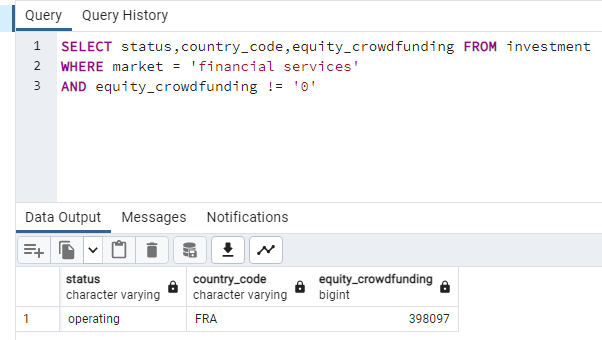 Query Query History
1 SELECT status,country_code,equity_crowdfunding FROM investment
2 WHERE market = 'financial services'
3 AND equity_crowdfunding != '0'
Data Output Messages Notifications
status country_code equity_crowdfunding
character varying character varying bigint
1 operating FRA 398097